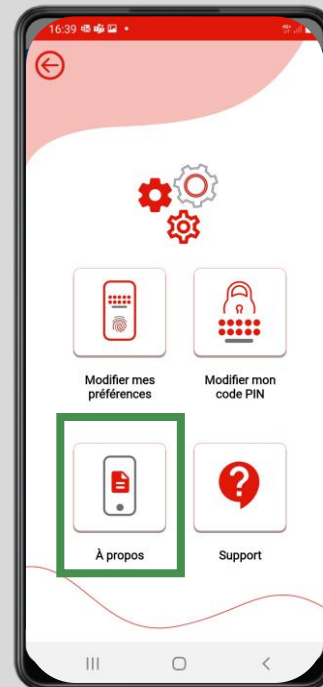 16:39
Modifier mes
préférences
Modifier mon
code PIN
À propos
Support